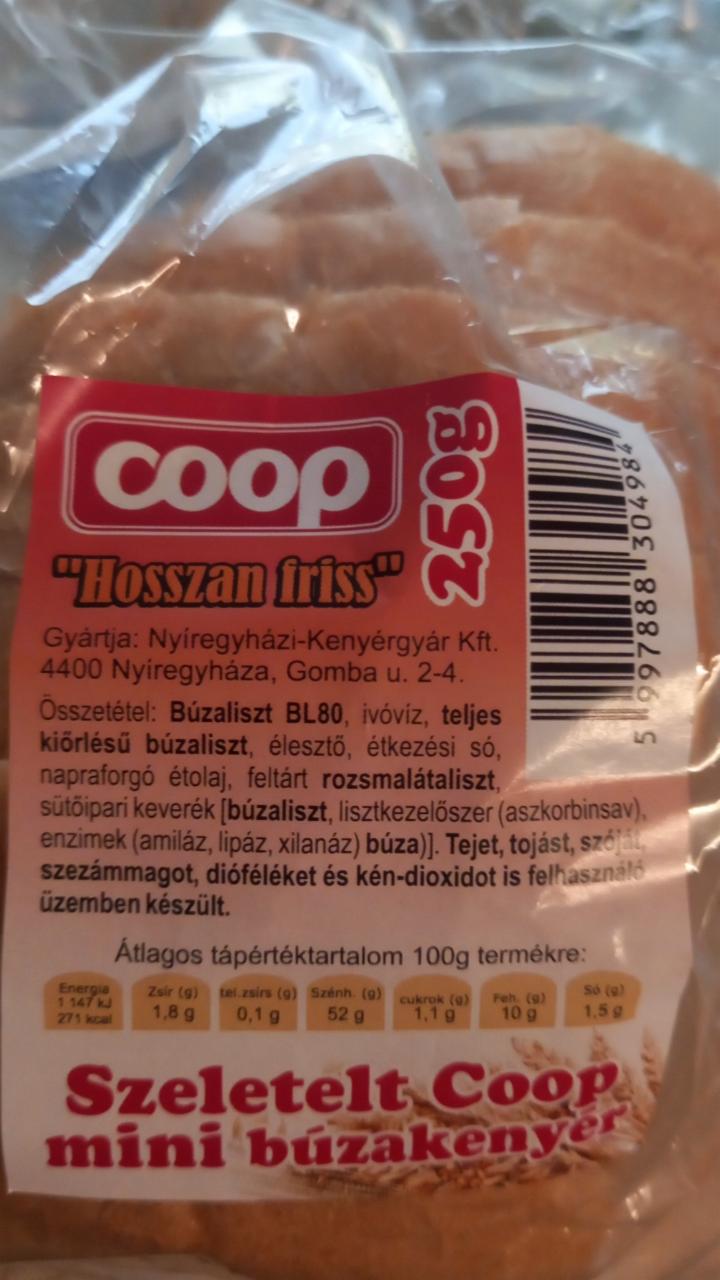 coop
250g
"Hosszan friss"
Gyártja: Nyíregyházi-Kenyérgyár Kft.
4400 Nyíregyháza, Gomba u. 2-4.
Összetétel: Búzaliszt BL80, ivóvíz, teljes
kiőrlésű búzaliszt, élesztő, étkezési só,
napraforgó étolaj, feltárt rozsmalátaliszt,
sütőipari keverék [búzaliszt, lisztkezelőszer (aszkorbinsav),
enzimek (amiláz, lipáz, xilanáz) búza)]. Tejet, tojást, szóját,
szezámmagot, dióféléket és kén-dioxidot is felhasználó
üzemben készült.
5 997888 304984
Átlagos tápértéktartalom 100g termékre:
Energia Zsír (g) tel.zsírs (g) Szénh. (g) cukrok (g) Feh. (g) Só (g)
1 147 kJ 1,8 g 0,1 g 52 g 1,1 g 10 g 1,5 g
271 kcal
Szeletelt Coop
mini búzakenyér